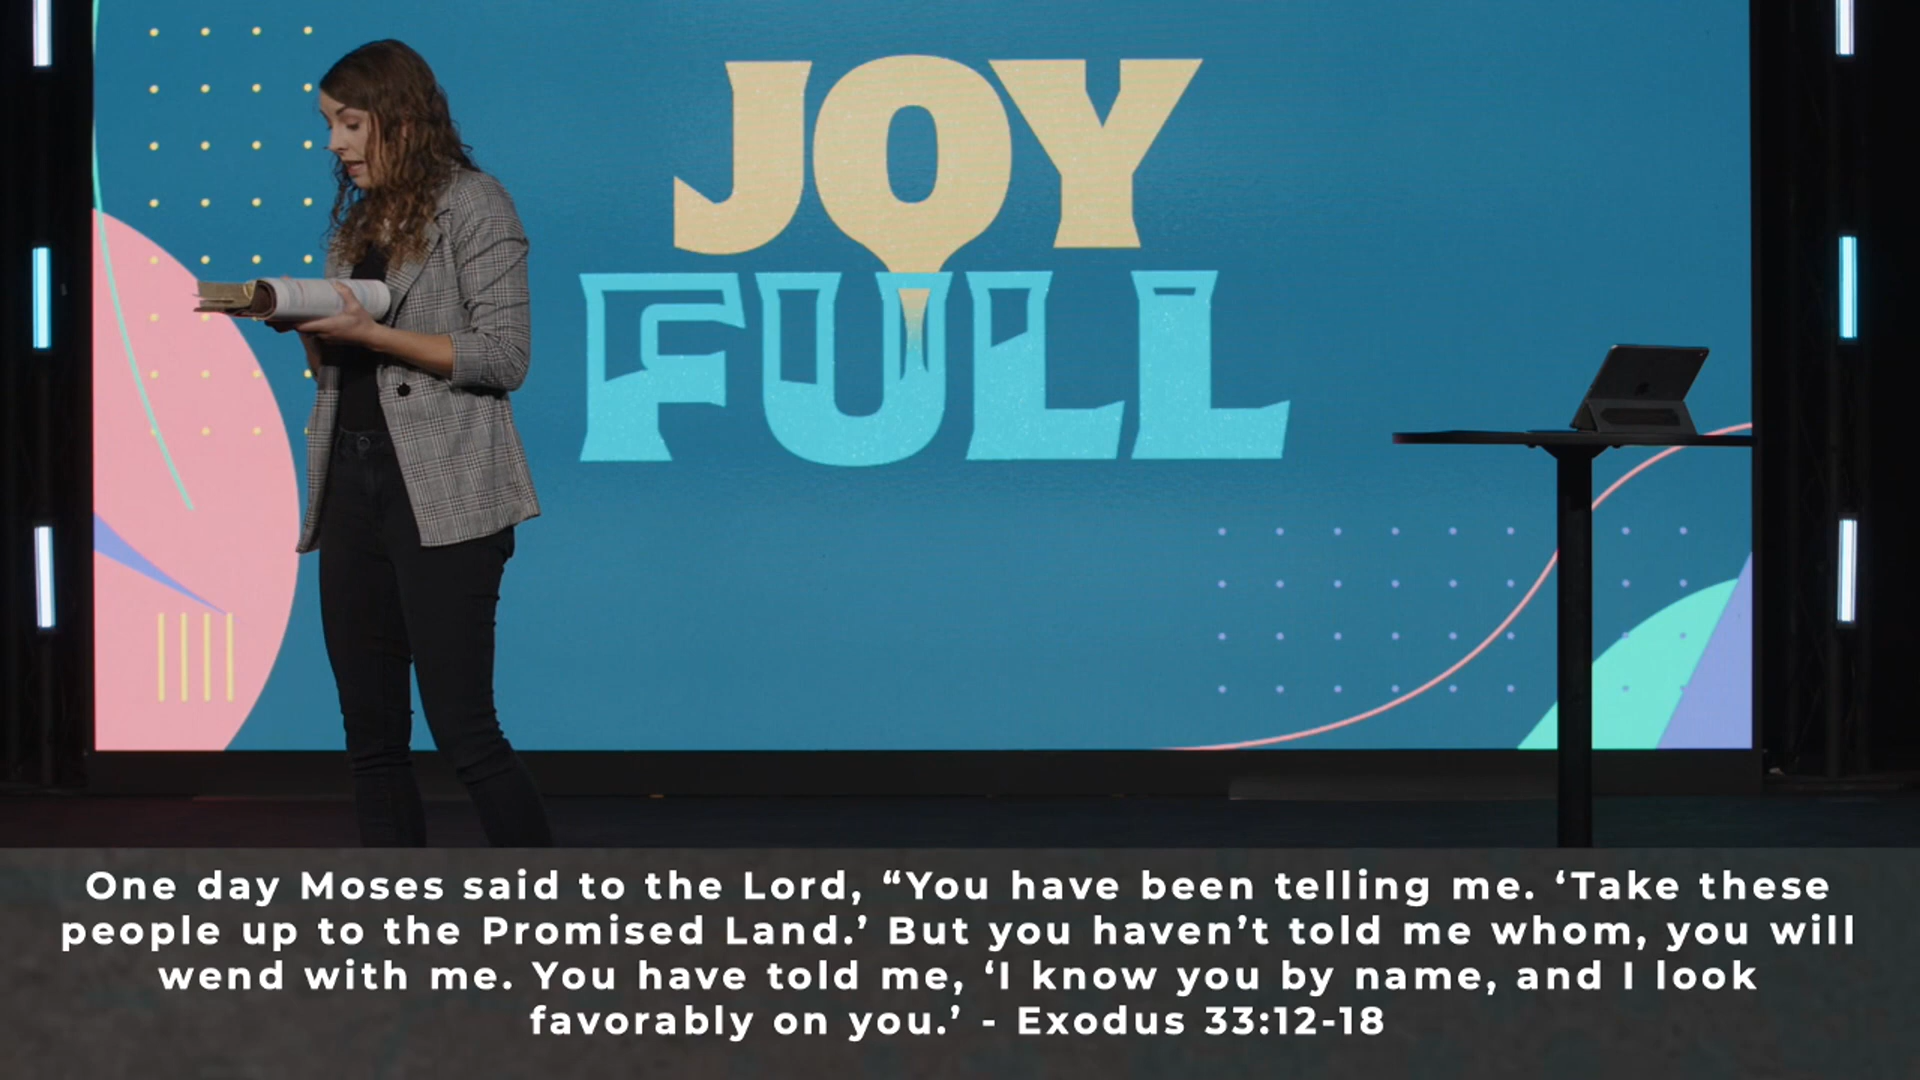 JOY
FULL
One day Moses said to the Lord, “You have been telling me. ‘Take these
people up to the Promised Land.’ But you haven’t told me whom, you will
wend with me. You have told me, ‘I know you by name, and I look
favorably on you.’ - Exodus 33:12-18